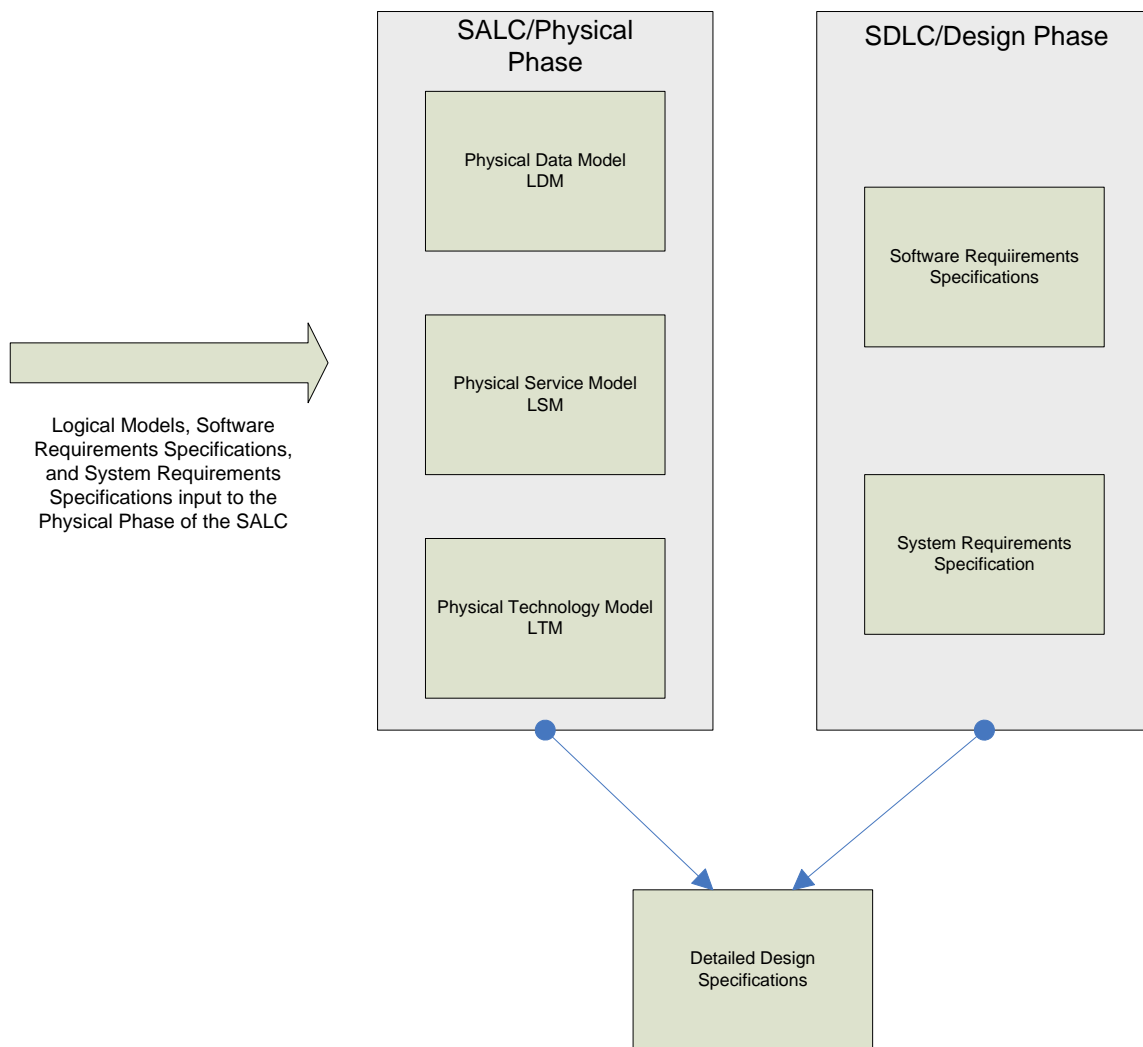 SALC/Physical
Phase
Physical Data Model
LDM
Physical Service Model
LSM
Physical Technology Model
LTM
SDLC/Design Phase
Software Requiirements
Specifications
System Requirements
Specification
Logical Models, Software
Requirements Specifications,
and System Requirements
Specifications input to the
Physical Phase of the SALC
Detailed Design
Specifications